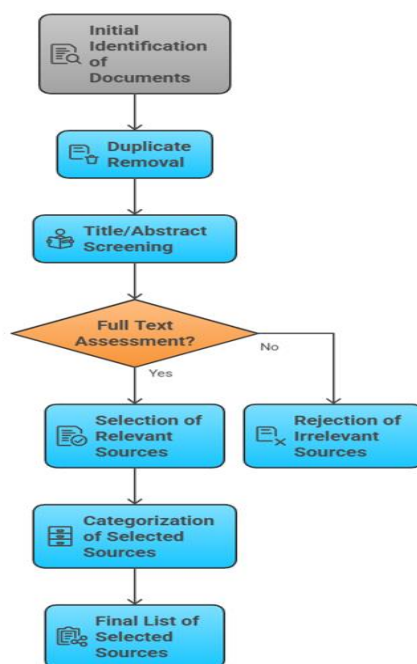 Initial
Identification
of
Documents
Duplicate
Removal
Title/Abstract
Screening
Full Text
Assessment?
No
Yes
Selection of
Relevant
Sources
Rejection of
Irrelevant
Sources
Categorization
of Selected
Sources
Final List of
Selected
Sources